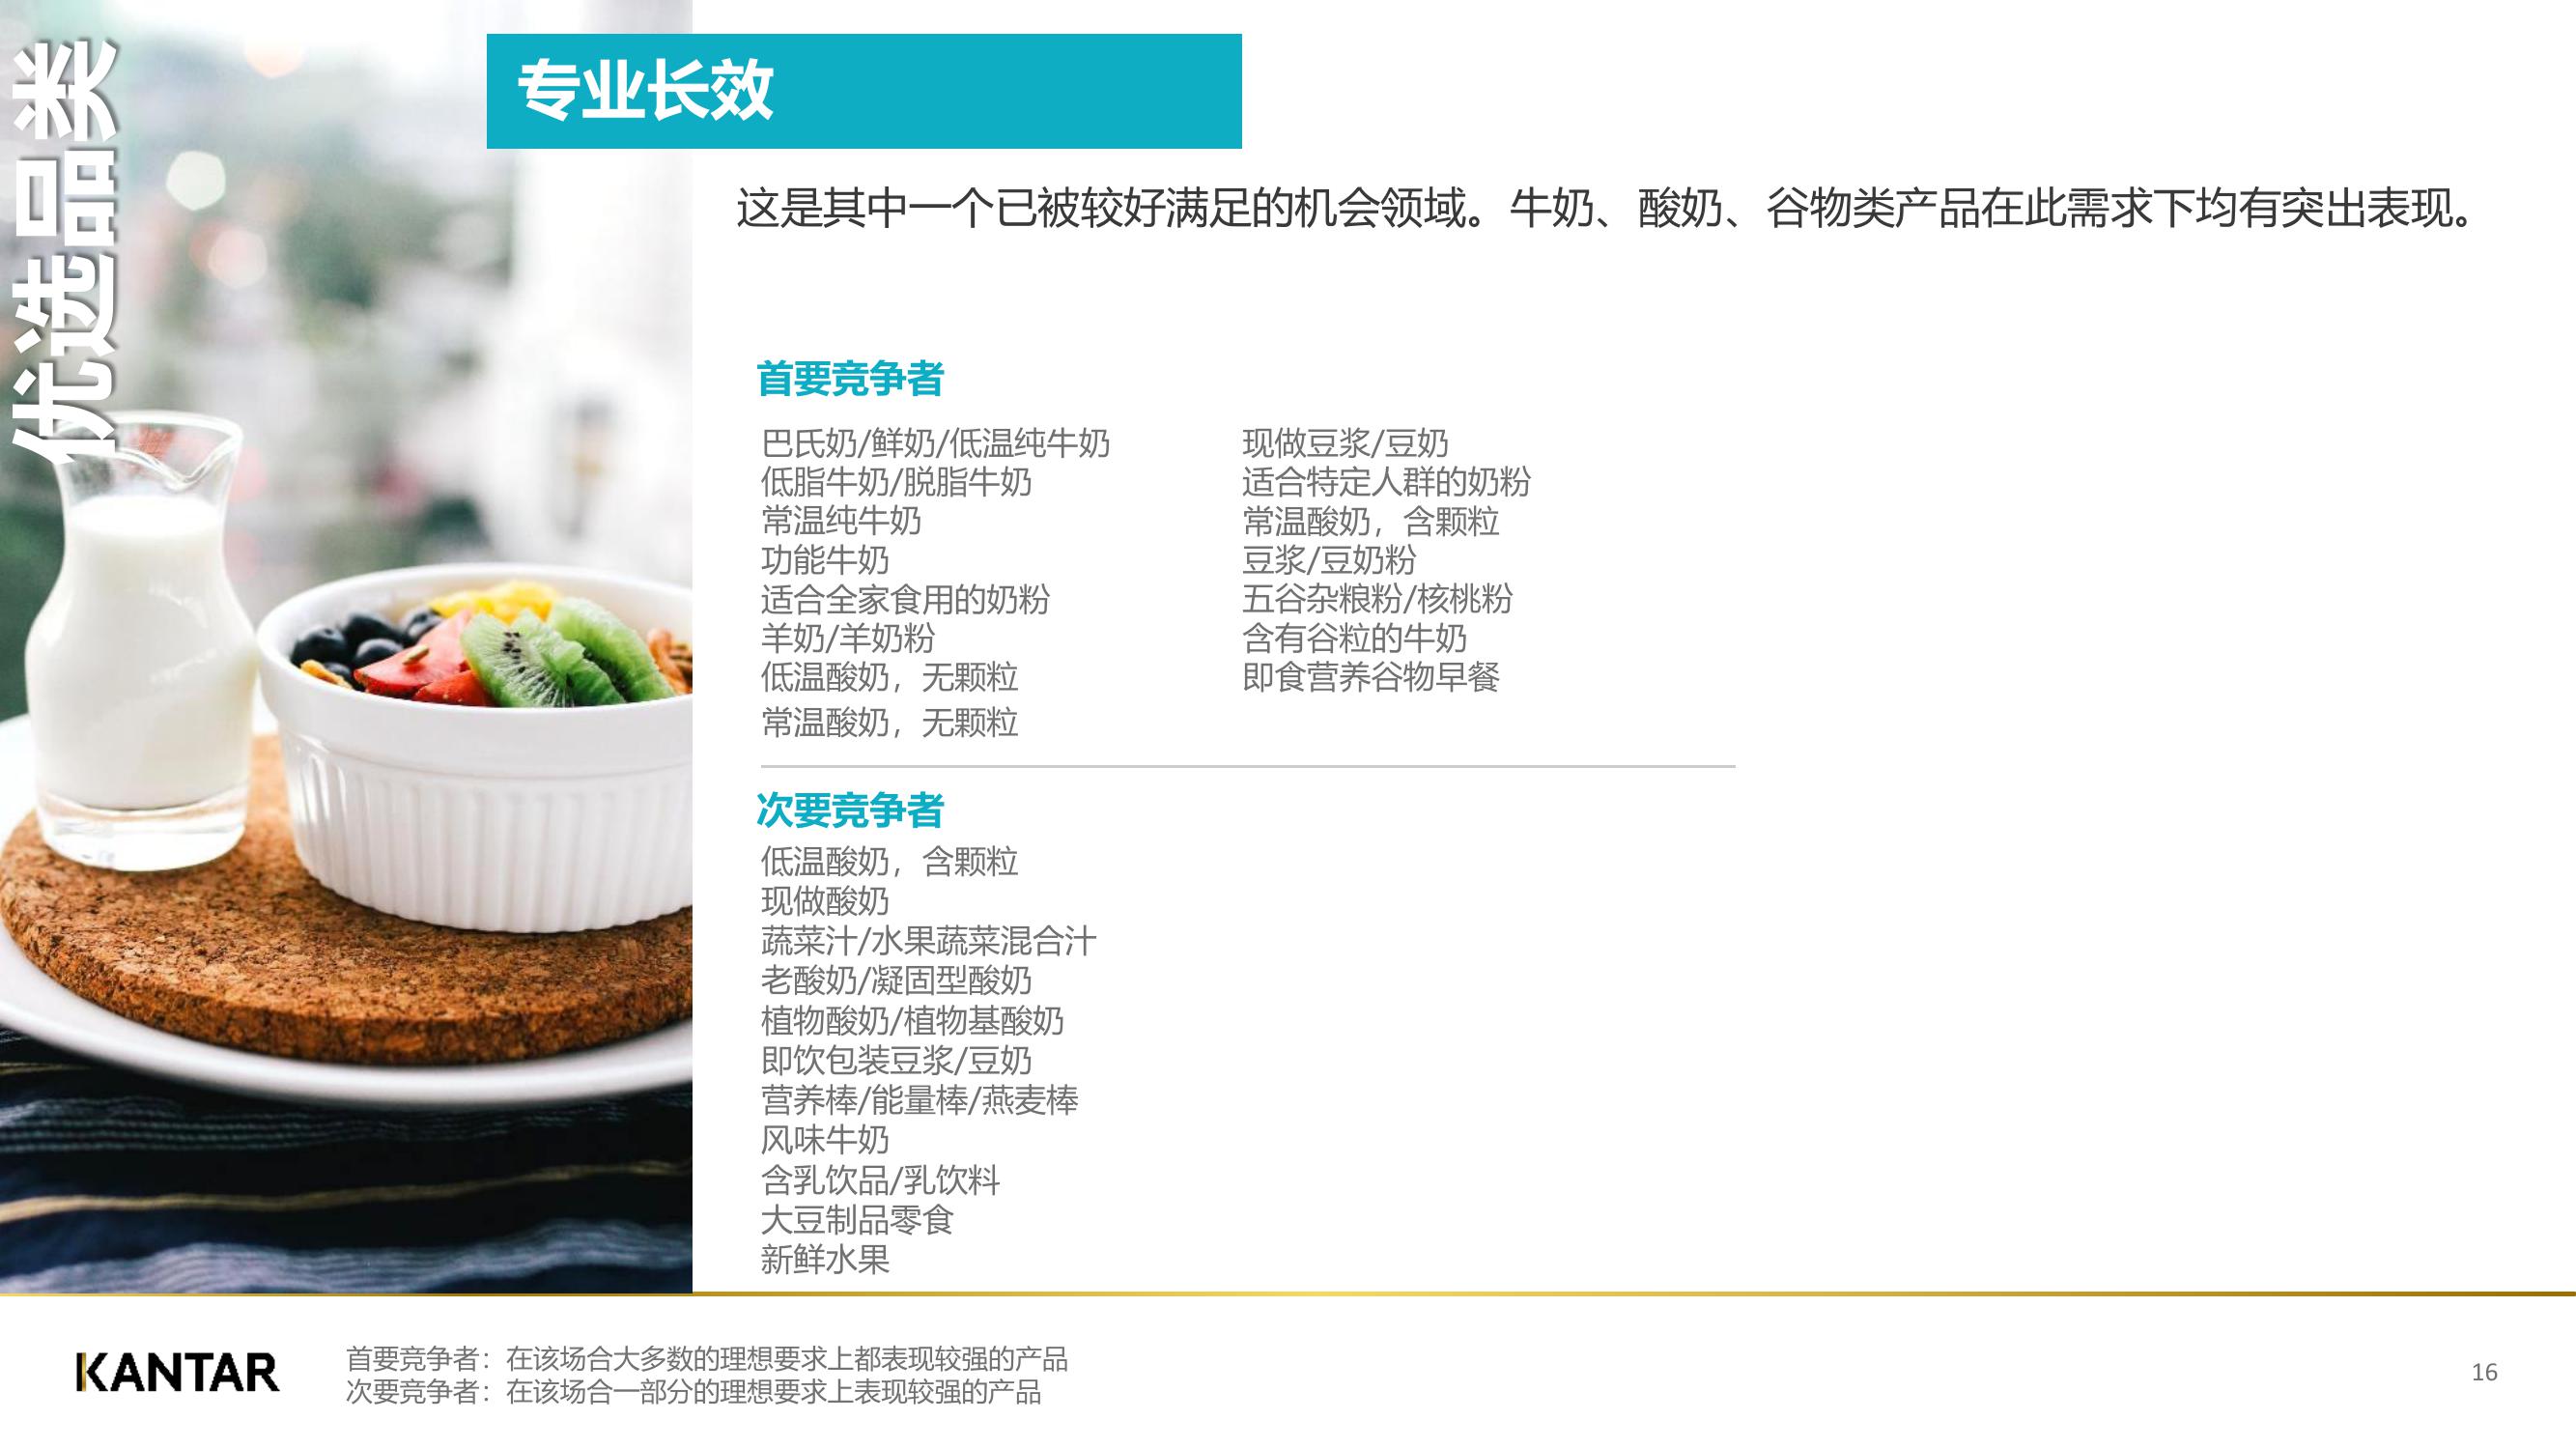 优选品类
专业长效
这是其中一个已被较好满足的机会领域。牛奶、酸奶、谷物类产品在此需求下均有突出表现。
首要竞争者
巴氏奶/鲜奶/低温纯牛奶
低脂牛奶/脱脂牛奶
常温纯牛奶
功能牛奶
适合全家食用的奶粉
羊奶/羊奶粉
低温酸奶，无颗粒
常温酸奶，无颗粒
现做豆浆/豆奶
适合特定人群的奶粉
常温酸奶，含颗粒
豆浆/豆奶粉
五谷杂粮粉/核桃粉
含有谷粒的牛奶
即食营养谷物早餐
次要竞争者
低温酸奶，含颗粒
现做酸奶
蔬菜汁/水果蔬菜混合汁
老酸奶/凝固型酸奶
植物酸奶/植物基酸奶
即饮包装豆浆/豆奶
营养棒/能量棒/燕麦棒
风味牛奶
含乳饮品/乳饮料
大豆制品零食
新鲜水果
KANTAR
首要竞争者：在该场合大多数的理想要求上都表现较强的产品
次要竞争者：在该场合一部分的理想要求上表现较强的产品
16